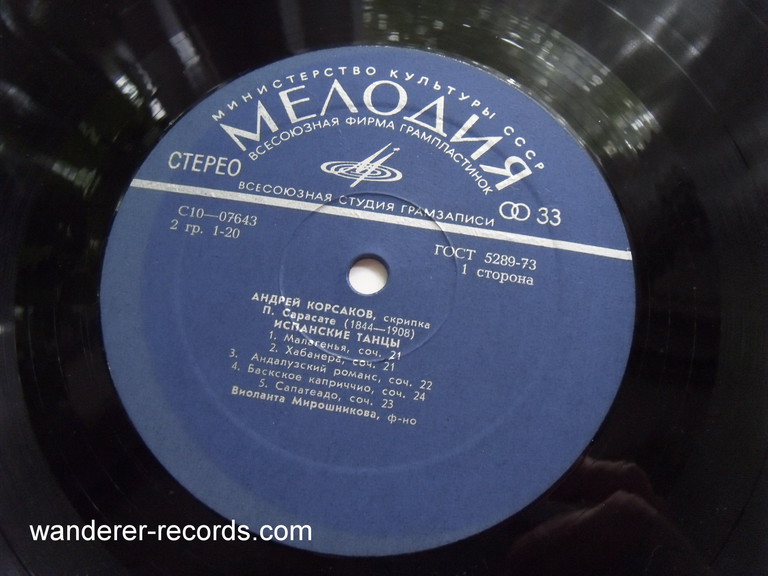 МИНИСТЕРСТВО КУЛЬТУРЫ СССР
МЕЛОДИЯ
ВСЕСОЮЗНАЯ ФИРМА ГРАМПЛАСТИНОК
СТЕРЕО
ВСЕСОЮЗНАЯ СТУДИЯ ГРАМЗАПИСИ
33
С10—07643
2 гр. 1-20
ГОСТ 5289-73
1 сторона
АНДРЕЙ КОРСАКОВ, скрипка
П. Сарасате (1844—1908)
ИСПАНСКИЕ ТАНЦЫ
1. Малагенья, соч. 21
2. Хабанера, соч. 21
3. Андалузский романс, соч. 22
4. Баскское каприччио, соч. 24
5. Сапатеадо, соч. 23
Виолаита Мирошникова, ф-но
wanderer-records.com